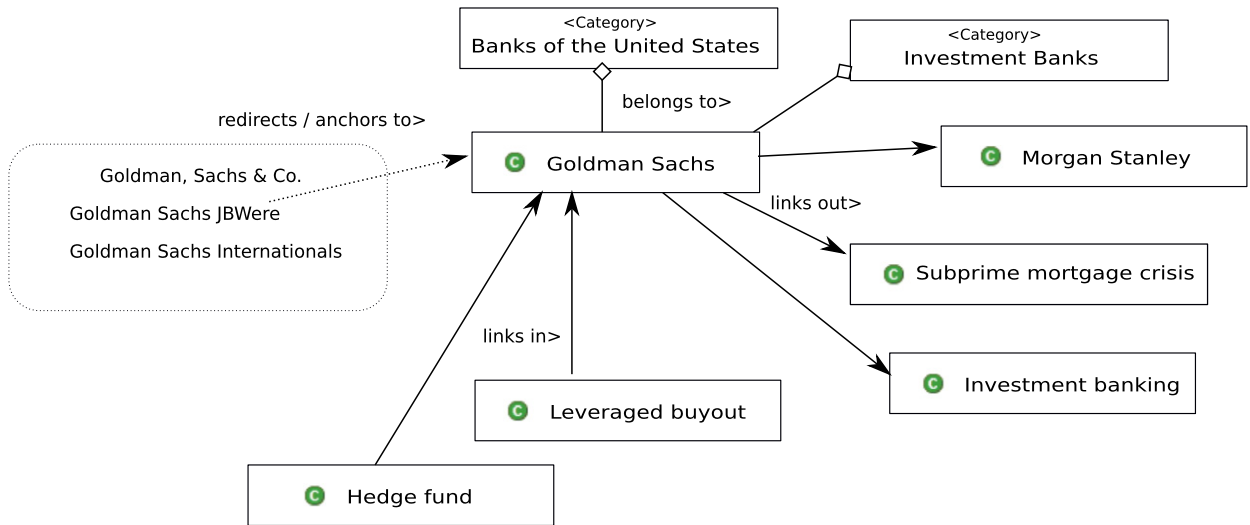 <Category>
Banks of the United States
<Category>
Investment Banks
belongs to>
redirects / anchors to>
Goldman, Sachs & Co.
Goldman Sachs JBWere
Goldman Sachs Internationals
C Goldman Sachs
C Morgan Stanley
links out>
C Subprime mortgage crisis
links in>
C Investment banking
C Leveraged buyout
C Hedge fund